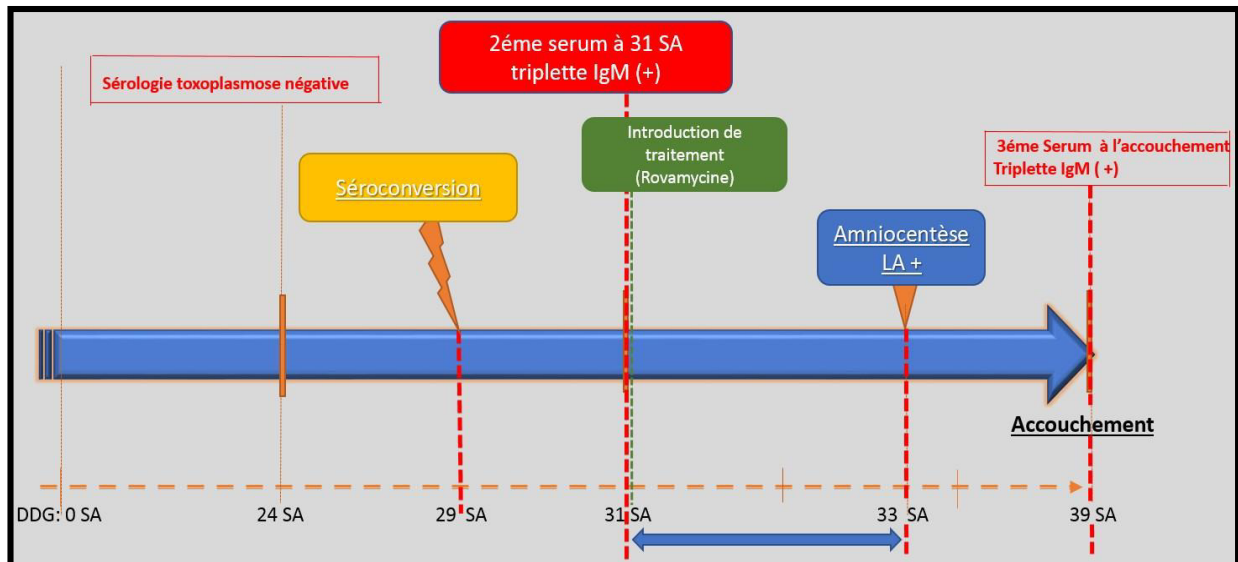 2éme serum à 31 SA
triplette IgM (+)
Sérologie toxoplasmose négative
Introduction de
traitement
(Rovamycine)
3éme Serum à l’accouchement
Triplette IgM ( +)
Séroconversion
Amniocentèse
LA +
Accouchement
DDG: 0 SA
24 SA
29 SA
31 SA
33 SA
39 SA